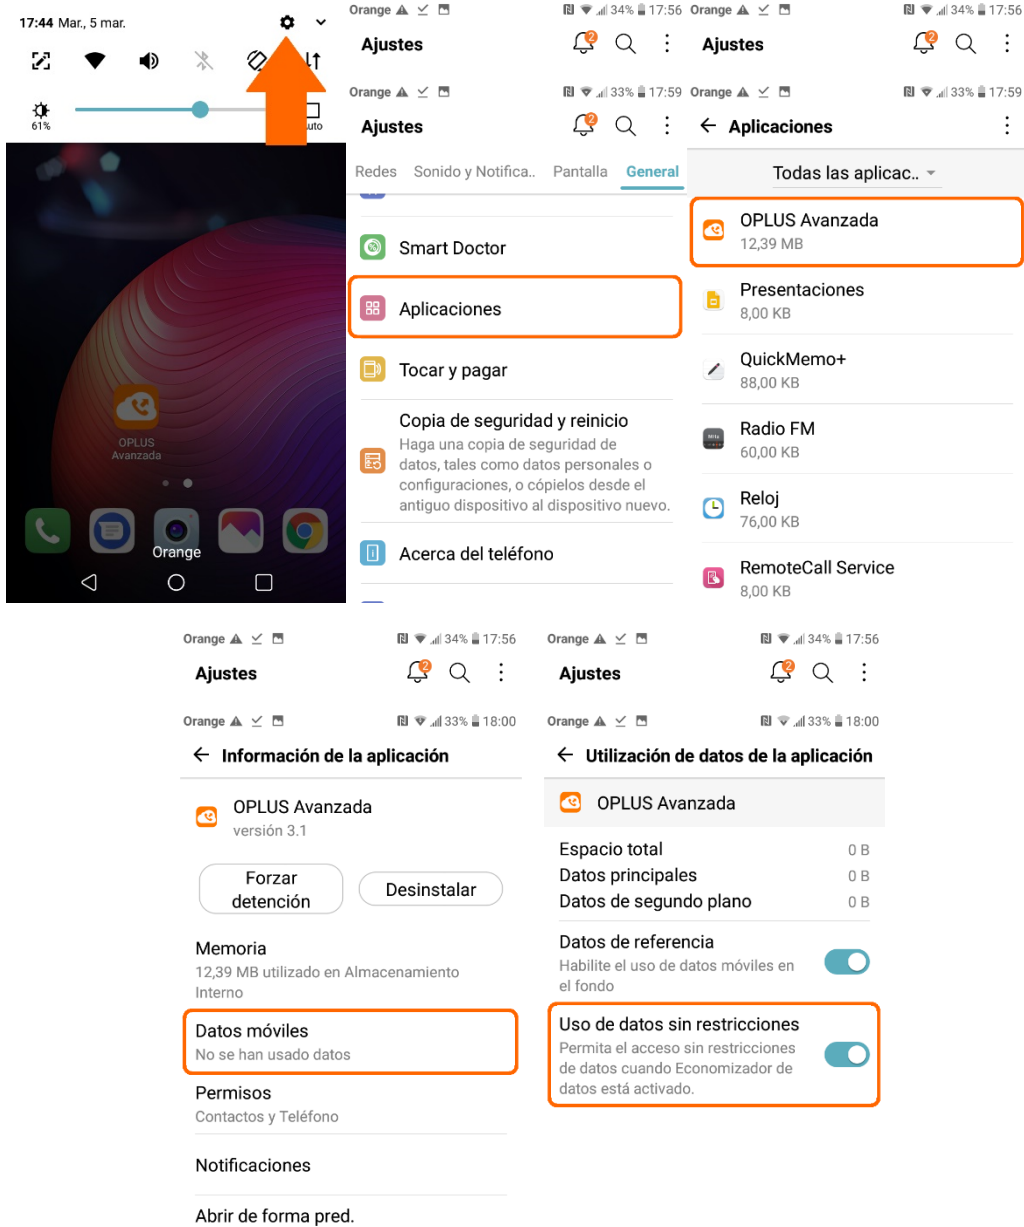 17:44 Mar., 5 mar.
61%
uto
OPLUS
Avanzada
Orange
Orange 34% 17:56
Ajustes
2
Orange 33% 17:59
Ajustes
2
Redes Sonido y Notifica.. Pantalla General
Smart Doctor
Aplicaciones
Tocar y pagar
Copia de seguridad y reinicio
Haga una copia de seguridad de
datos, tales como datos personales o
configuraciones, o cópielos desde el
antiguo dispositivo al dispositivo nuevo.
Acerca del teléfono
Orange 34% 17:56
Ajustes
2
Orange 33% 17:59
Aplicaciones
Todas las aplicac..
OPLUS Avanzada
12,39 MB
Presentaciones
8,00 KB
QuickMemo+
88,00 KB
Radio FM
60,00 KB
Reloj
76,00 KB
RemoteCall Service
8,00 KB
Orange 34% 17:56
Ajustes
2
Orange 33% 18:00
Información de la aplicación
OPLUS Avanzada
versión 3.1
Forzar
detención
Desinstalar
Memoria
12,39 MB utilizado en Almacenamiento
Interno
Datos móviles
No se han usado datos
Permisos
Contactos y Teléfono
Notificaciones
Abrir de forma pred.
Orange 34% 17:56
Ajustes
2
Orange 33% 18:00
Utilización de datos de la aplicación
OPLUS Avanzada
Espacio total 0 B
Datos principales 0 B
Datos de segundo plano 0 B
Datos de referencia
Habilite el uso de datos móviles en
el fondo
Uso de datos sin restricciones
Permita el acceso sin restricciones
de datos cuando Economizador de
datos está activado.